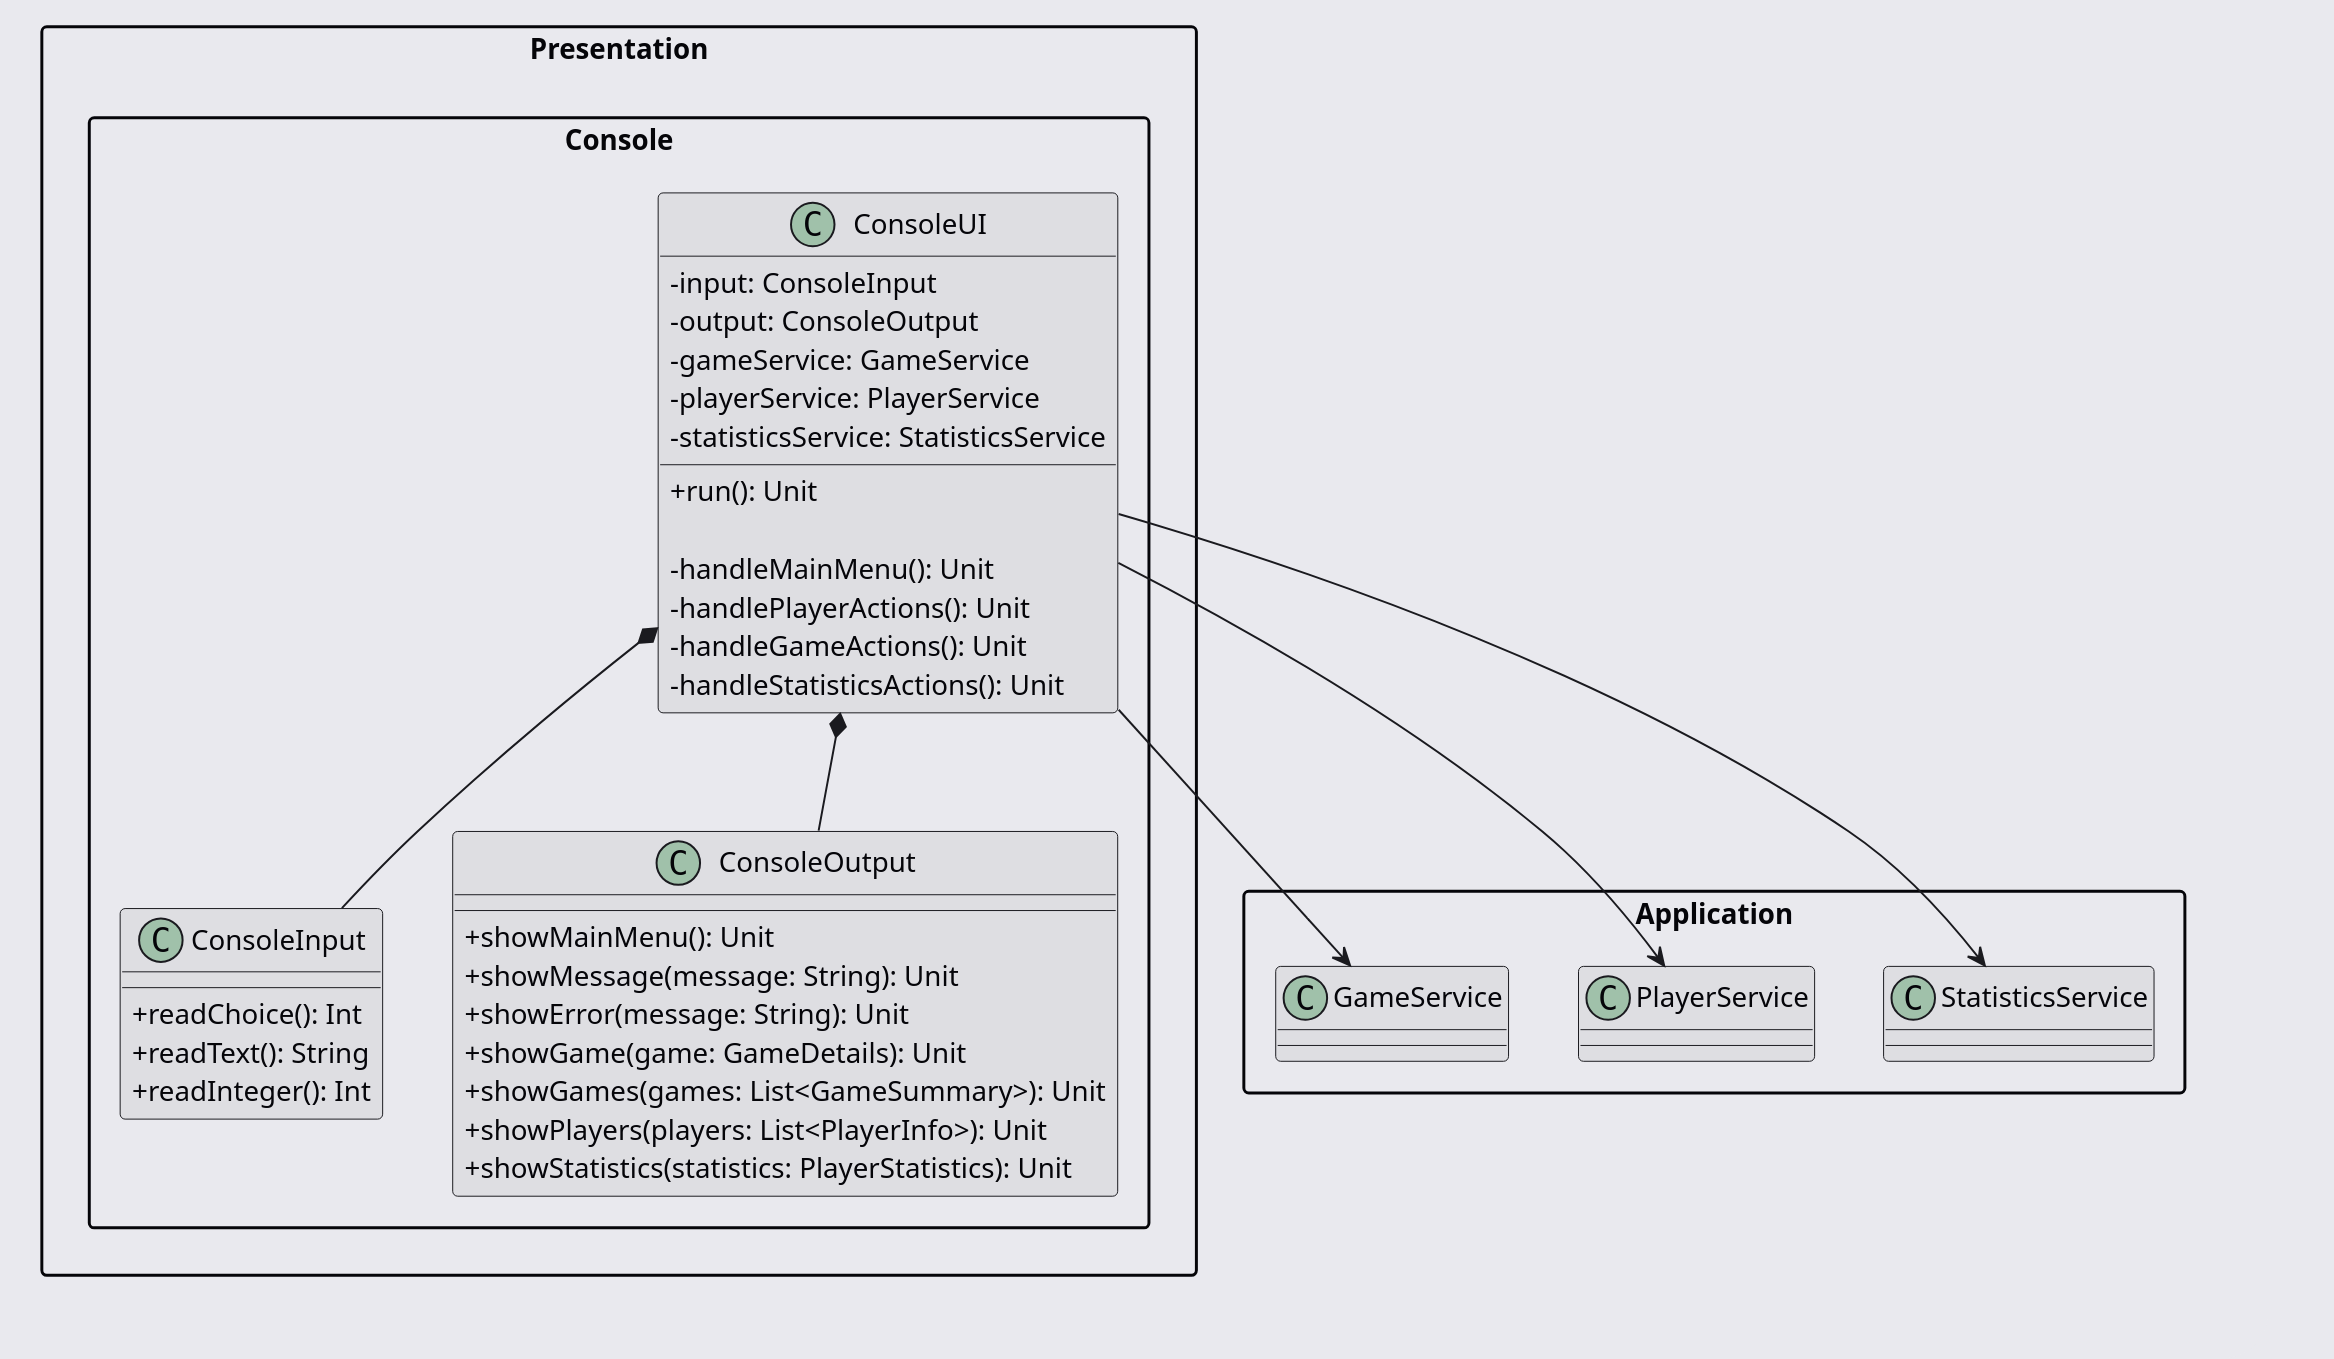 Presentation
Console
C ConsoleUI
-input: ConsoleInput
-output: ConsoleOutput
-gameService: GameService
-playerService: PlayerService
-statisticsService: StatisticsService
+run(): Unit
-handleMainMenu(): Unit
-handlePlayerActions(): Unit
-handleGameActions(): Unit
-handleStatisticsActions(): Unit
C ConsoleInput
+readChoice(): Int
+readText(): String
+readInteger(): Int
C ConsoleOutput
+showMainMenu(): Unit
+showMessage(message: String): Unit
+showError(message: String): Unit
+showGame(game: GameDetails): Unit
+showGames(games: List<GameSummary>): Unit
+showPlayers(players: List<PlayerInfo>): Unit
+showStatistics(statistics: PlayerStatistics): Unit
Application
C GameService
C PlayerService
C StatisticsService